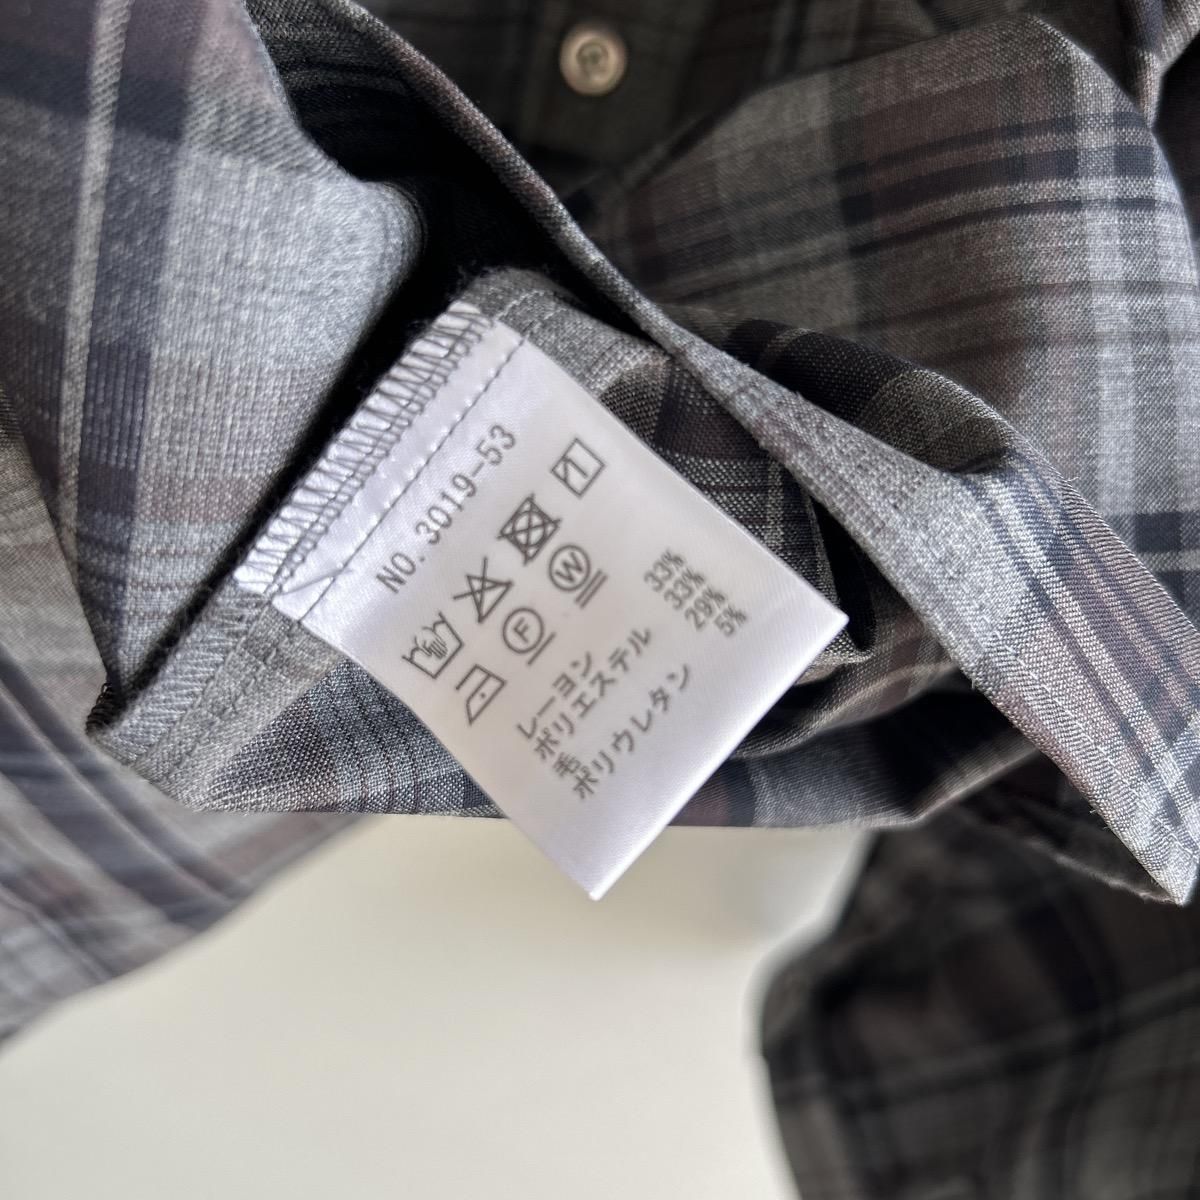 NO.3019-53
F
W
レーヨン 33%
ポリエステル 33%
毛 29%
ポリウレタン 5%